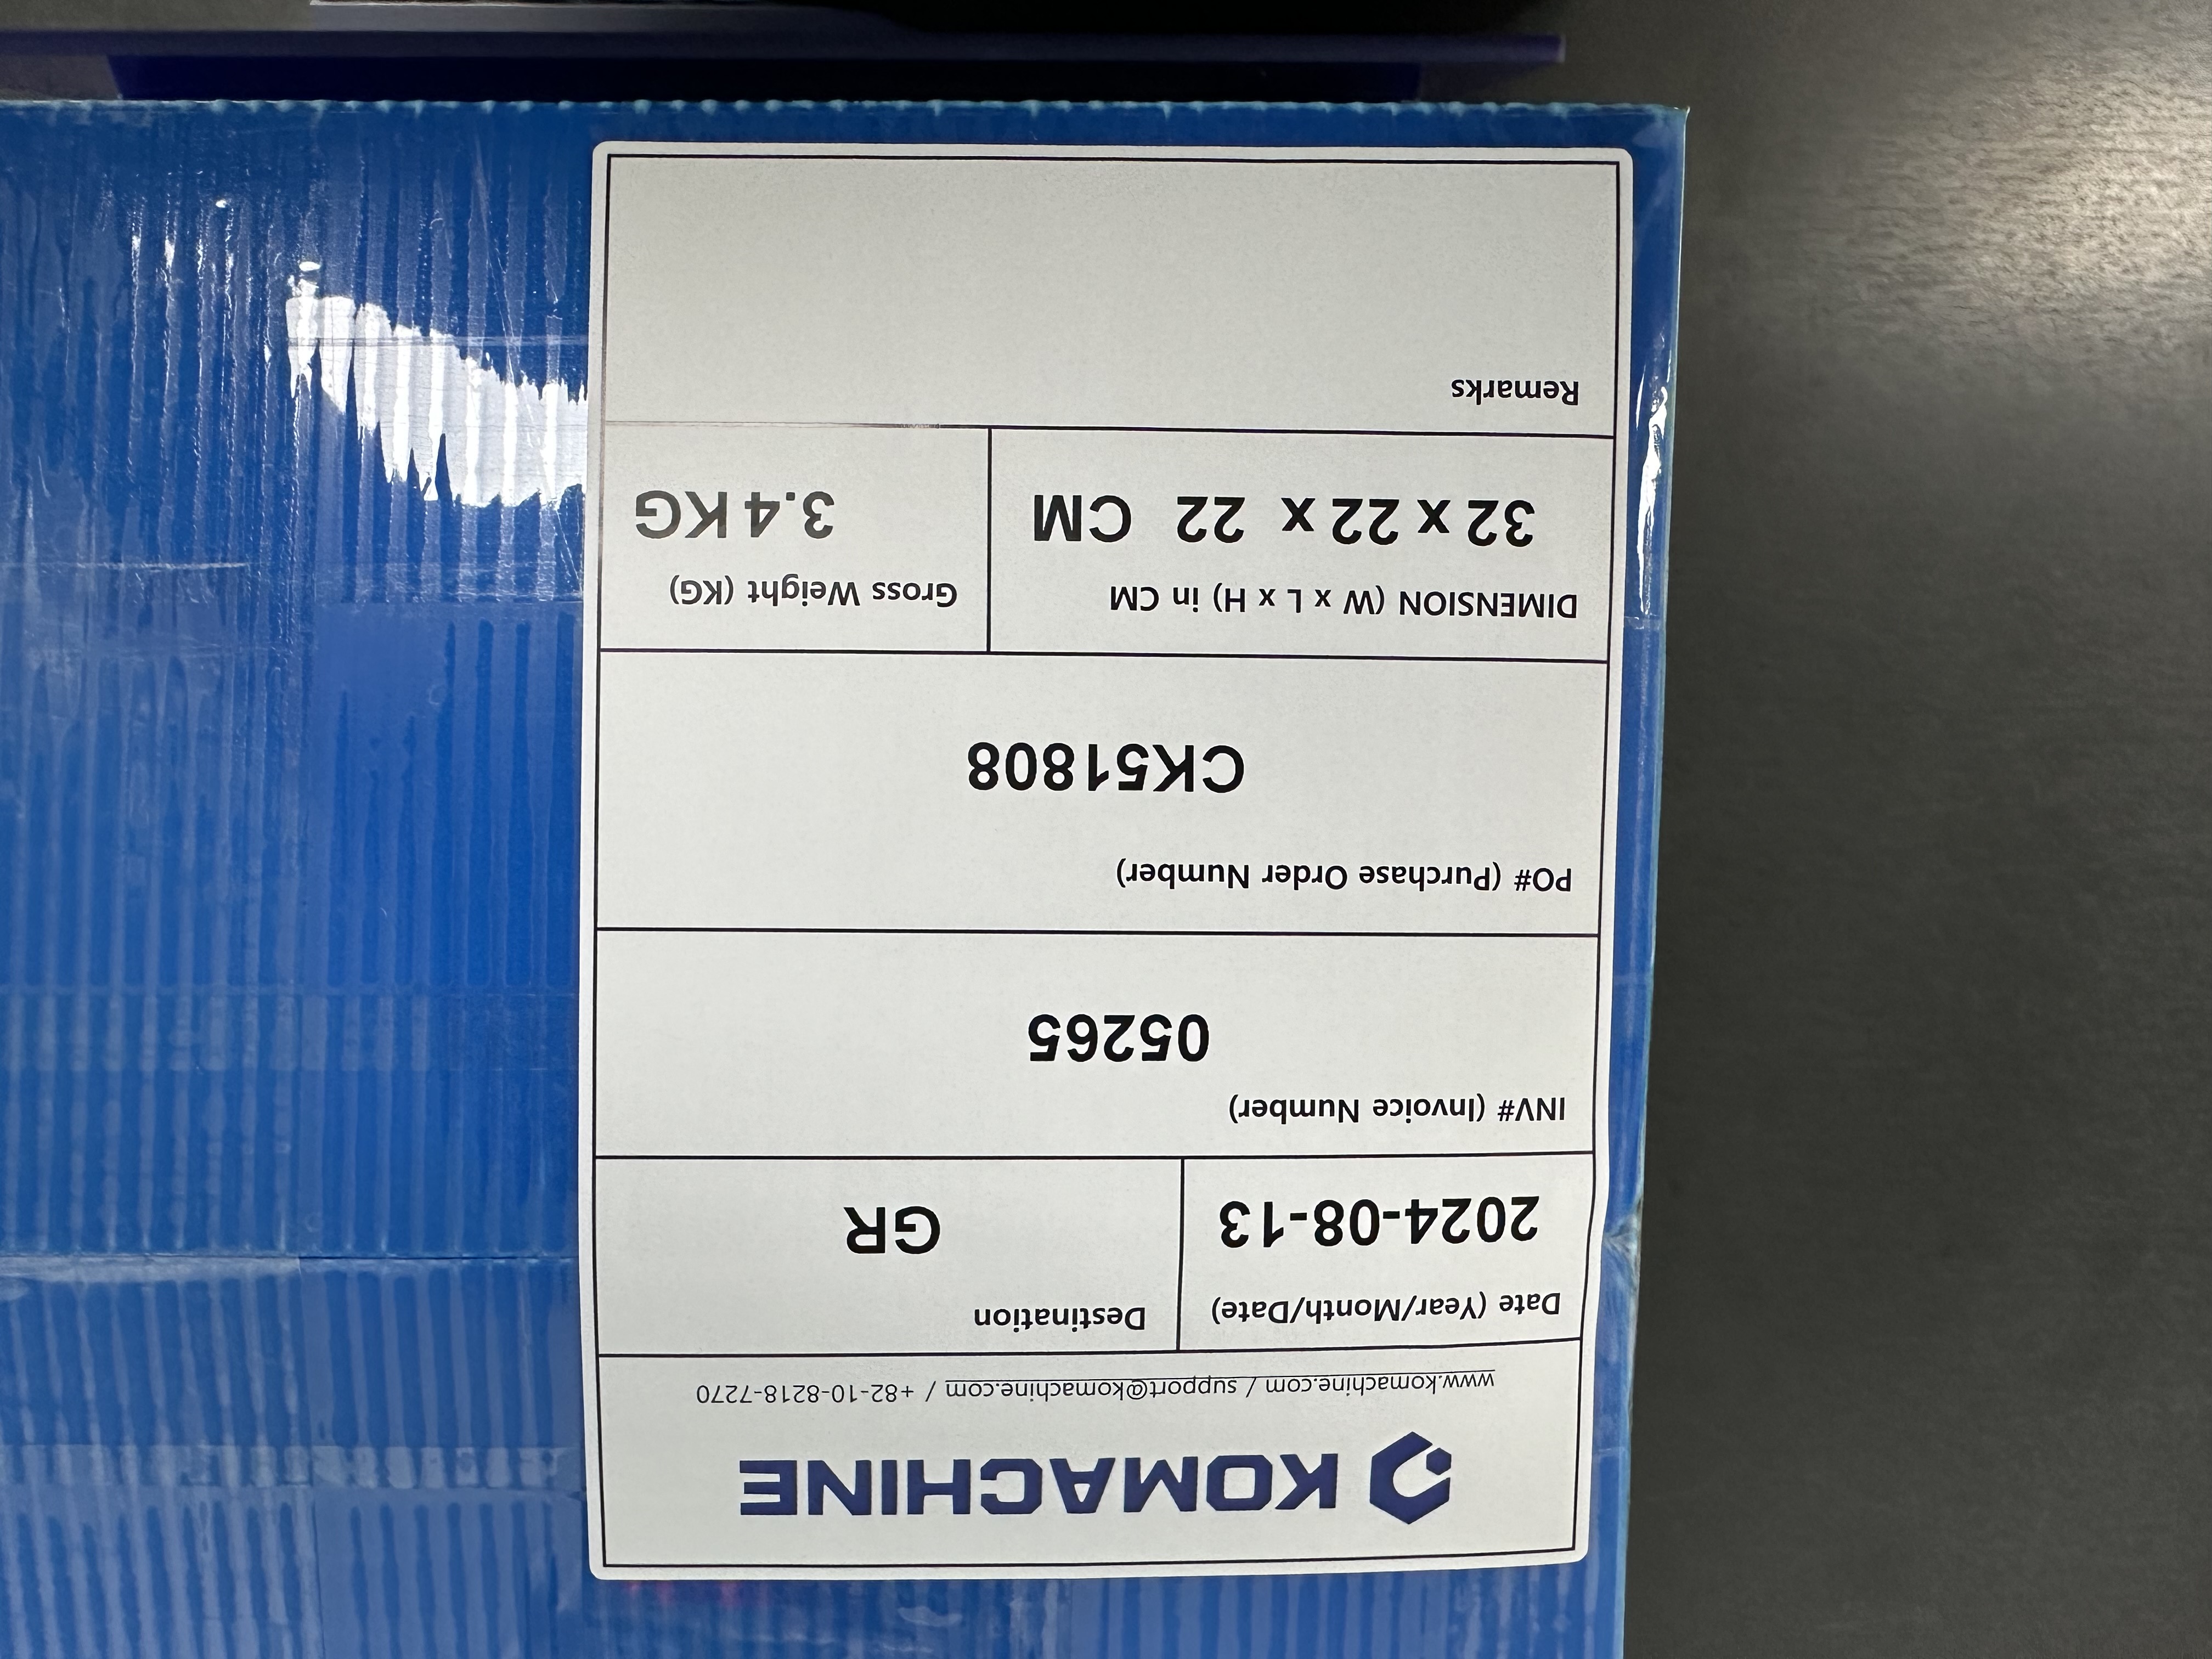 KOMACHINE
www.komachine.com / support@komachine.com / +82-10-8218-7270
Date (Year/Month/Date)
2024-08-13
Destination
GR
INV# (Invoice Number)
05265
PO# (Purchase Order Number)
CK51808
DIMENSION (W x L x H) in CM
32 x 22 x 22 CM
Gross Weight (KG)
3.4 KG
Remarks